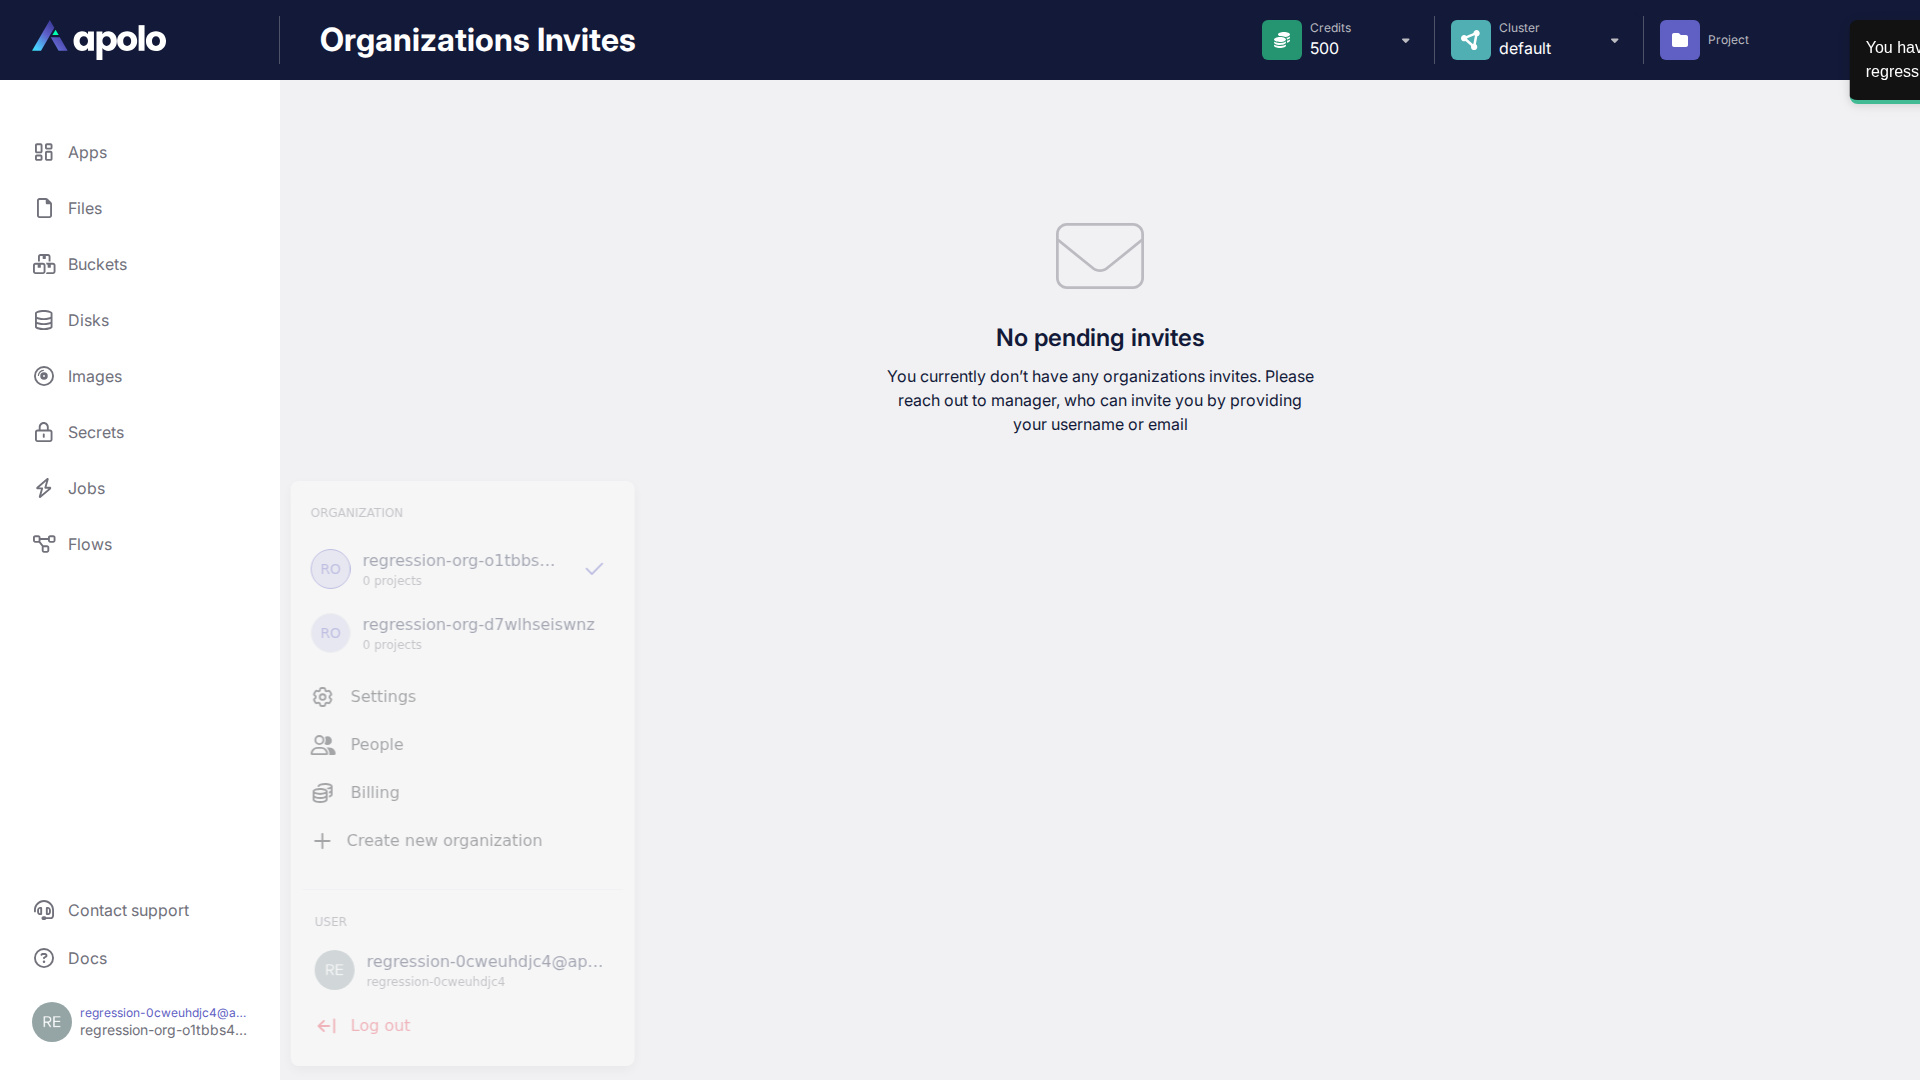 apolo
Organizations Invites
Credits
500
Cluster
default
Project
You hav
regress
Apps
Files
Buckets
Disks
Images
Secrets
Jobs
Flows
No pending invites
You currently don’t have any organizations invites. Please
reach out to manager, who can invite you by providing
your username or email
ORGANIZATION
RO
regression-org-o1tbbs...
0 projects
RO
regression-org-d7wlhseiswnz
0 projects
Settings
People
Billing
Create new organization
USER
RE
regression-0cweuhdjc4@ap...
regression-0cweuhdjc4
Log out
Contact support
Docs
RE
regression-0cweuhdjc4@a...
regression-org-o1tbbs4...